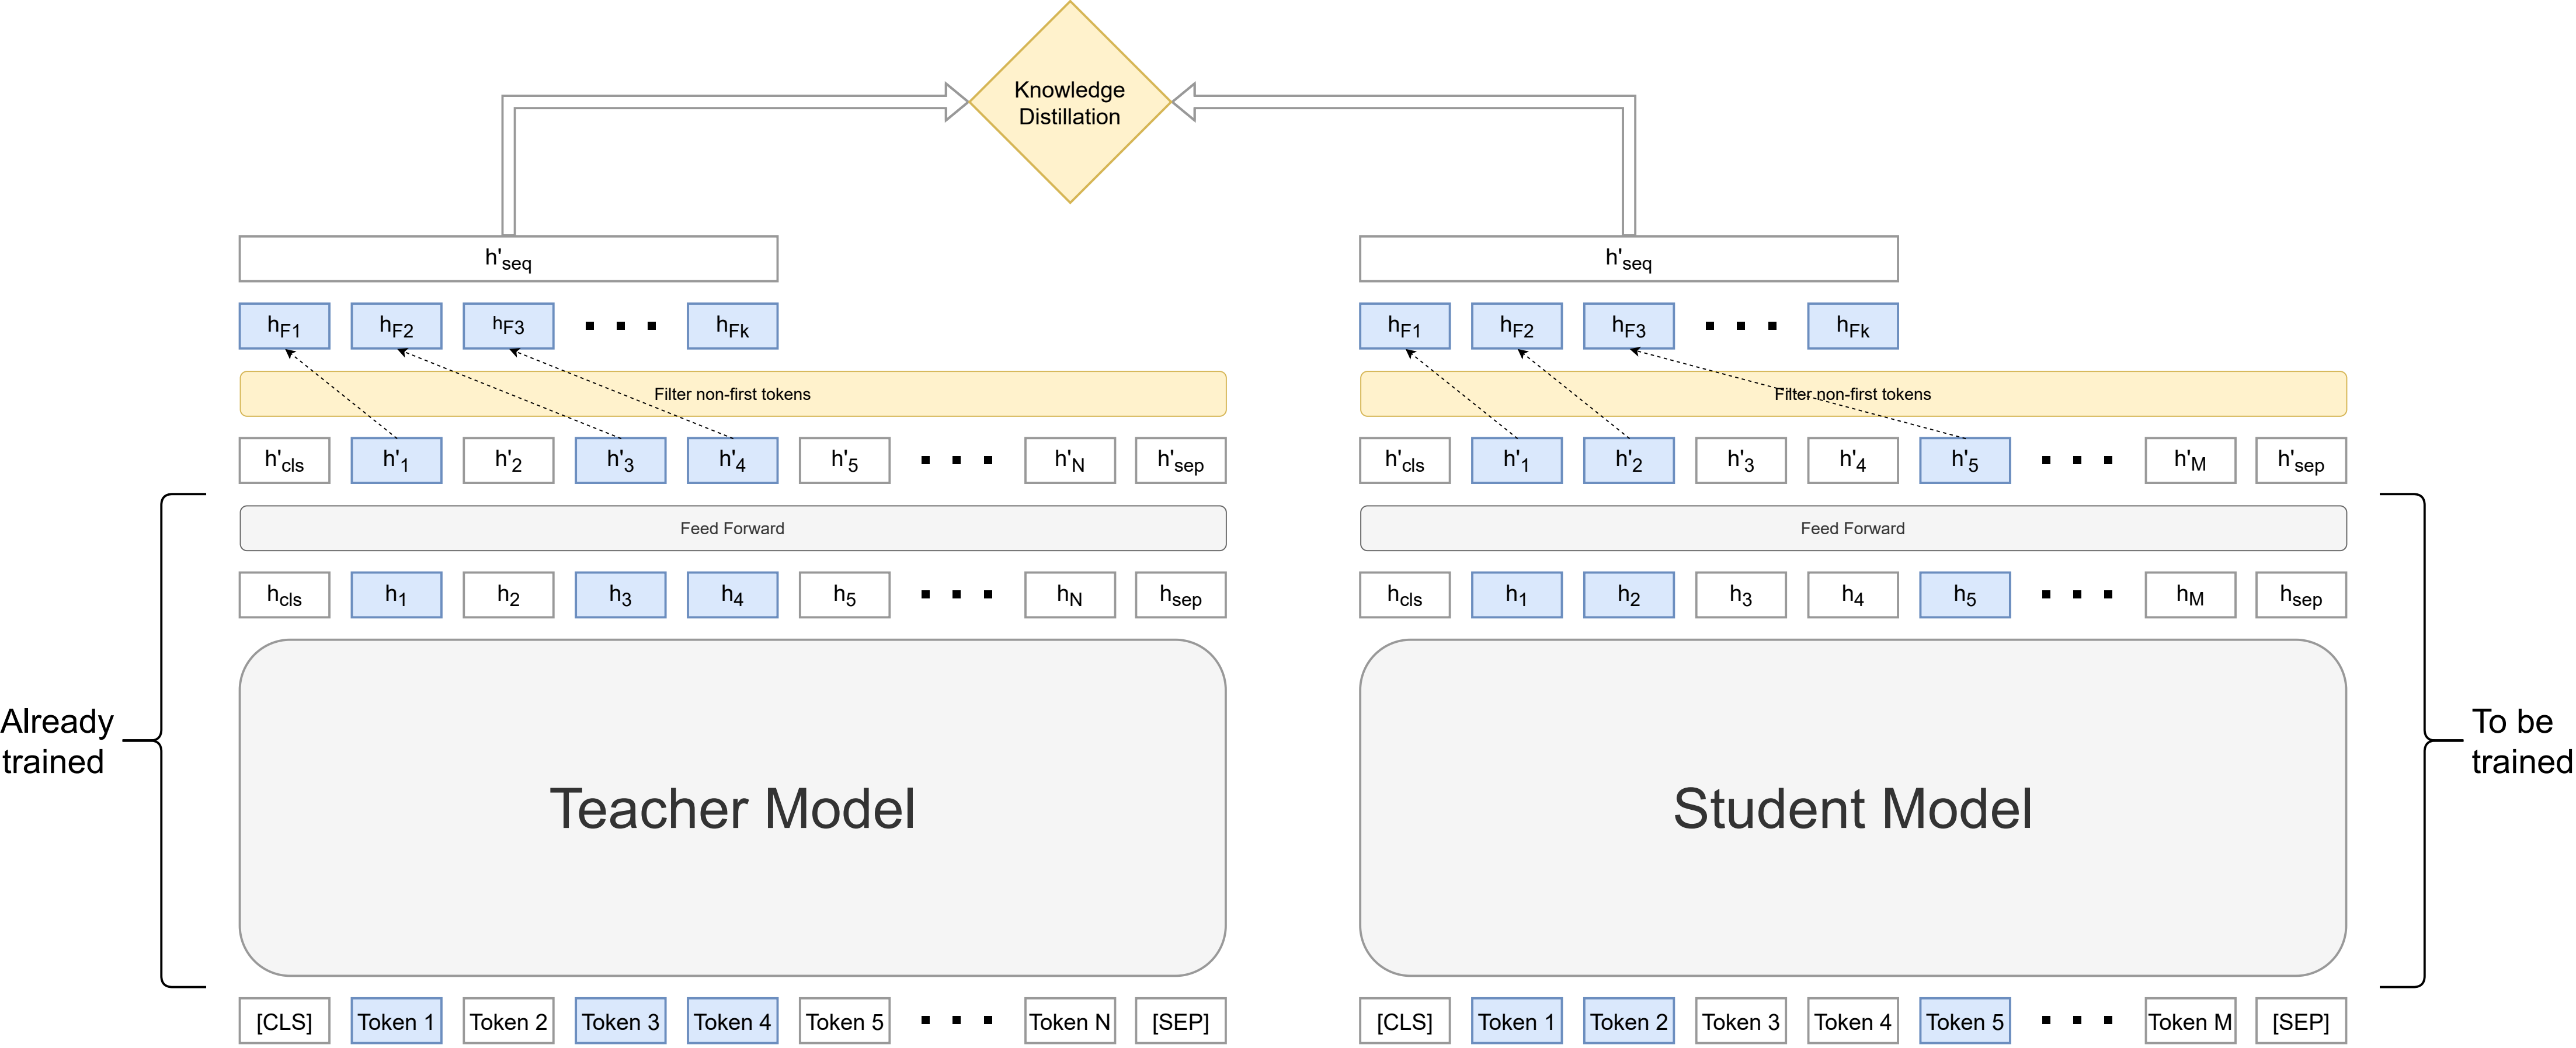 Knowledge
Distillation
h'seq
h'seq
hF1 hF2 hF3 hFk
hF1 hF2 hF3 hFk
Filter non-first tokens
Filter non-first tokens
h'cls h'1 h'2 h'3 h'4 h'5 h'N h'sep
h'cls h'1 h'2 h'3 h'4 h'5 h'M h'sep
Feed Forward
Feed Forward
hcls h1 h2 h3 h4 h5 hN hsep
hcls h1 h2 h3 h4 h5 hM hsep
Already
trained
Teacher Model
Student Model
To be
trained
[CLS] Token 1 Token 2 Token 3 Token 4 Token 5 Token N [SEP]
[CLS] Token 1 Token 2 Token 3 Token 4 Token 5 Token M [SEP]